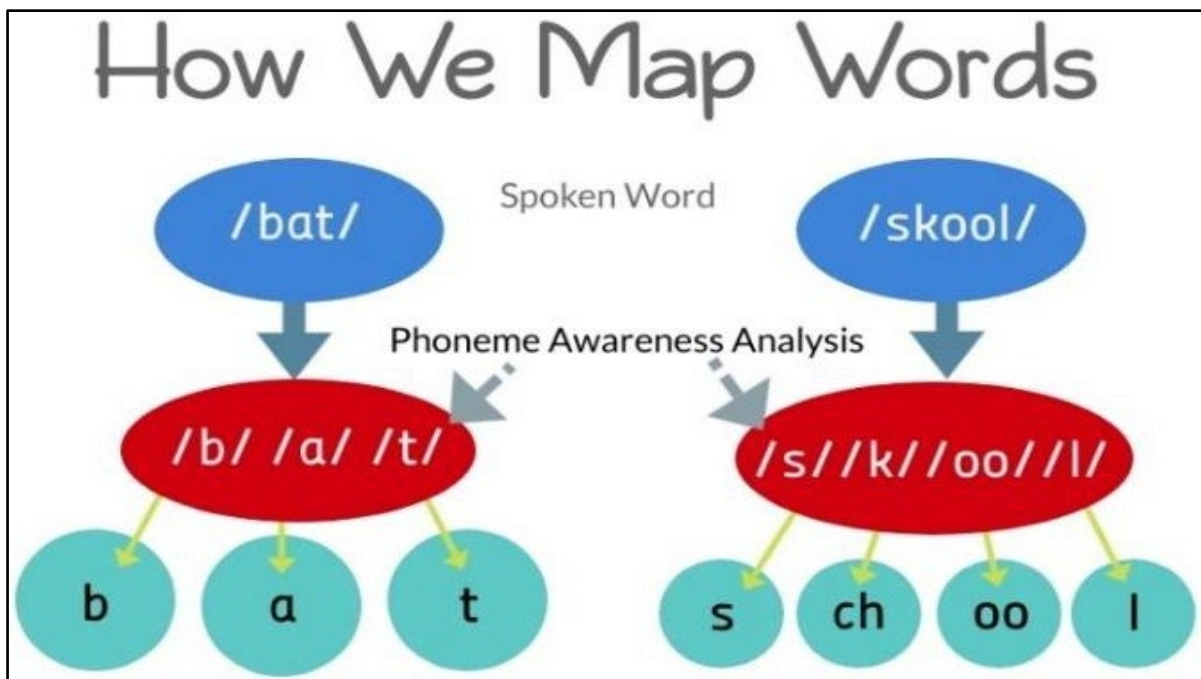 How We Map Words
/bat/
Spoken Word
/skool/
Phoneme Awareness Analysis
/b/ /a/ /t/
/s//k//oo//l/
b a t
s ch oo l